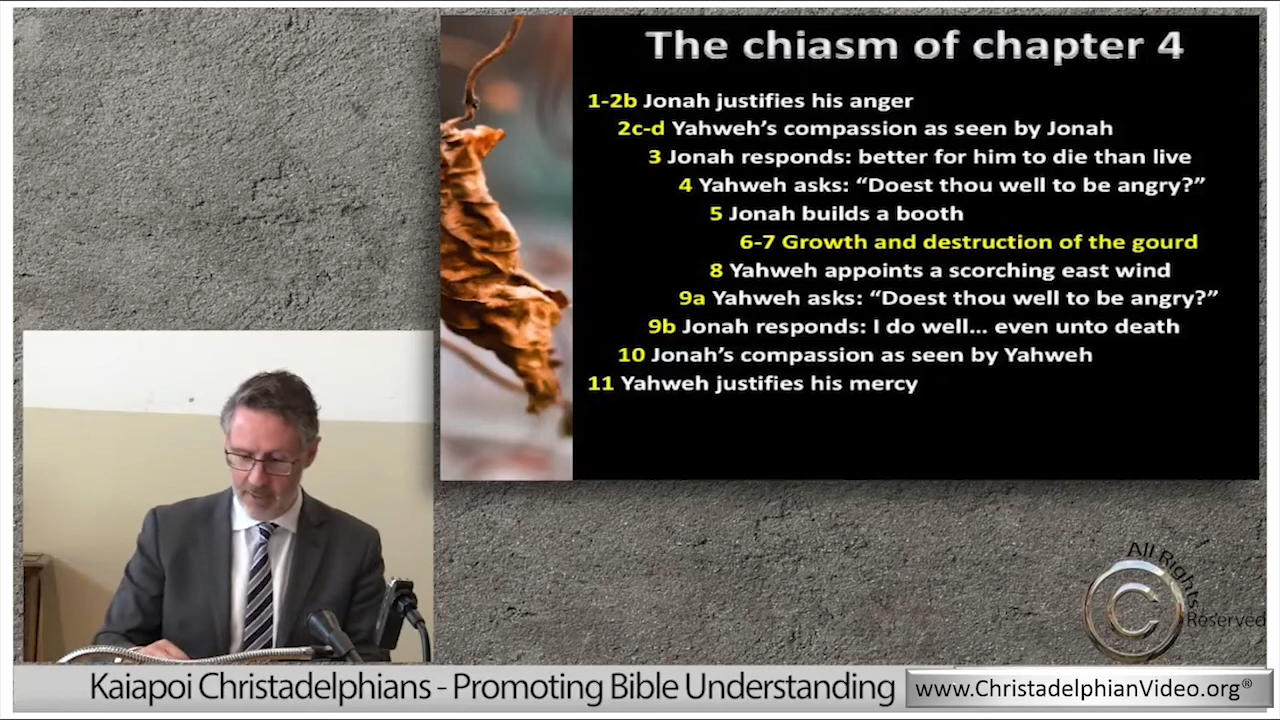 The chiasm of chapter 4
1-2b Jonah justifies his anger
2c-d Yahweh’s compassion as seen by Jonah
3 Jonah responds: better for him to die than live
4 Yahweh asks: “Doest thou well to be angry?”
5 Jonah builds a booth
6-7 Growth and destruction of the gourd
8 Yahweh appoints a scorching east wind
9a Yahweh asks: “Doest thou well to be angry?”
9b Jonah responds: I do well... even unto death
10 Jonah’s compassion as seen by Yahweh
11 Yahweh justifies his mercy
All Rights
Reserved
C
Kaiapoi Christadelphians - Promoting Bible Understanding
www.ChristadelphianVideo.org®